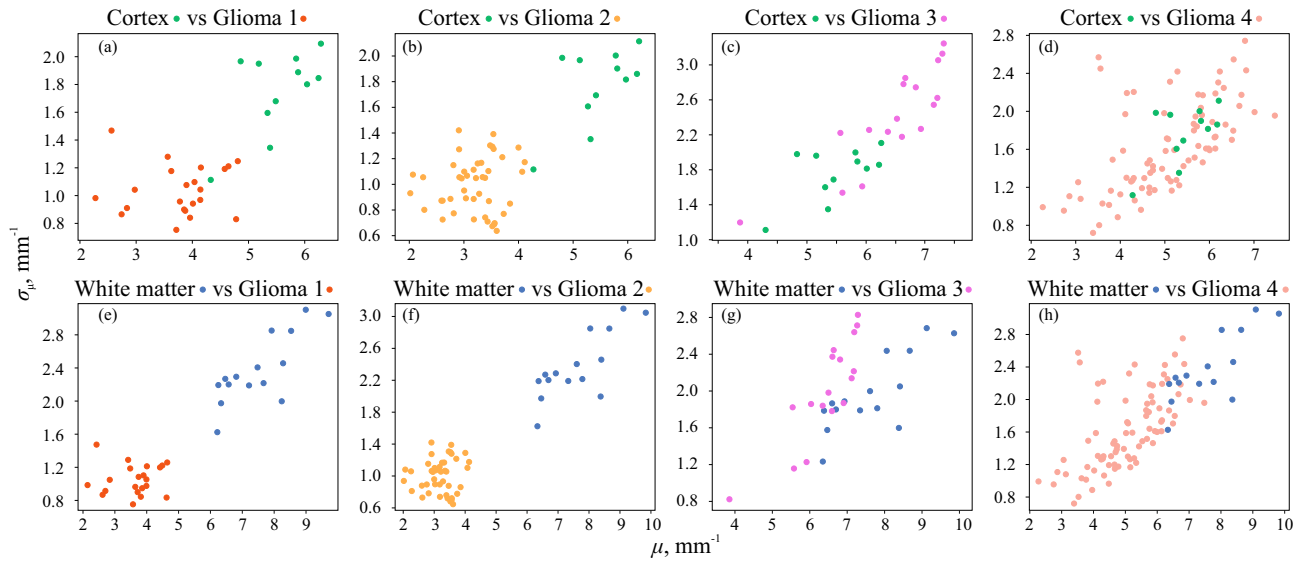 Cortex vs Glioma 1
Cortex vs Glioma 2
Cortex vs Glioma 3
Cortex vs Glioma 4
(a)
2.0
1.8
1.6
1.4
1.2
1.0
0.8
2 3 4 5 6
(b)
2.0
1.8
1.6
1.4
1.2
1.0
0.8
0.6
2 3 4 5 6
(c)
3.0
2.6
2.2
1.8
1.4
1.0
4 5 6 7
(d)
2.8
2.4
2.0
1.6
1.2
0.8
2 3 4 5 6 7
σμ, mm-1
White matter vs Glioma 1
White matter vs Glioma 2
White matter vs Glioma 3
White matter vs Glioma 4
(e)
2.8
2.4
2.0
1.6
1.2
0.8
2 3 4 5 6 7 8 9
(f)
3.0
2.6
2.2
1.8
1.4
1.0
0.6
2 3 4 5 6 7 8 9 10
(g)
2.8
2.4
2.0
1.6
1.2
0.8
4 5 6 7 8 9 10
(h)
2.8
2.4
2.0
1.6
1.2
0.8
2 3 4 5 6 7 8 9 10
μ, mm-1